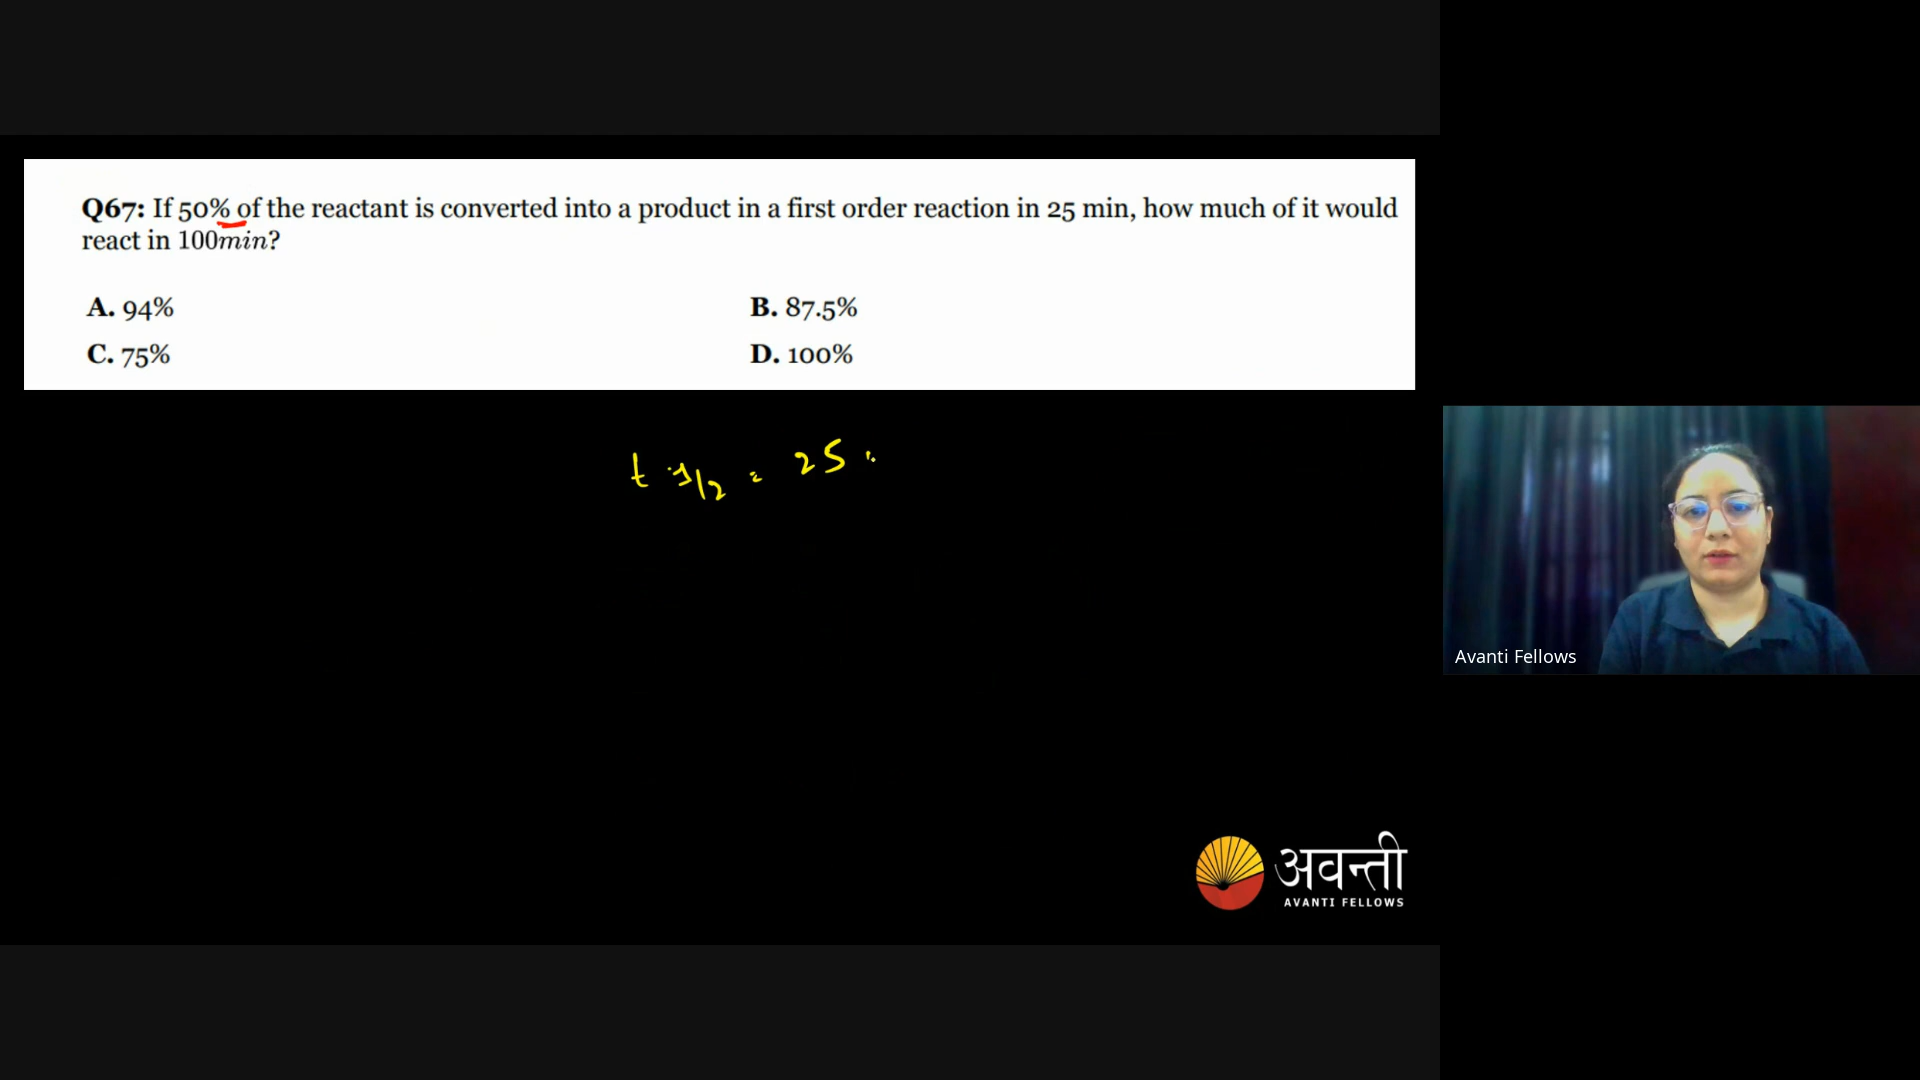 Q67: If 50% of the reactant is converted into a product in a first order reaction in 25 min, how much of it would
react in 100min?
A. 94%
B. 87.5%
C. 75%
D. 100%
t 1/2 = 25
Avanti Fellows
अवन्ती
AVANTI FELLOWS